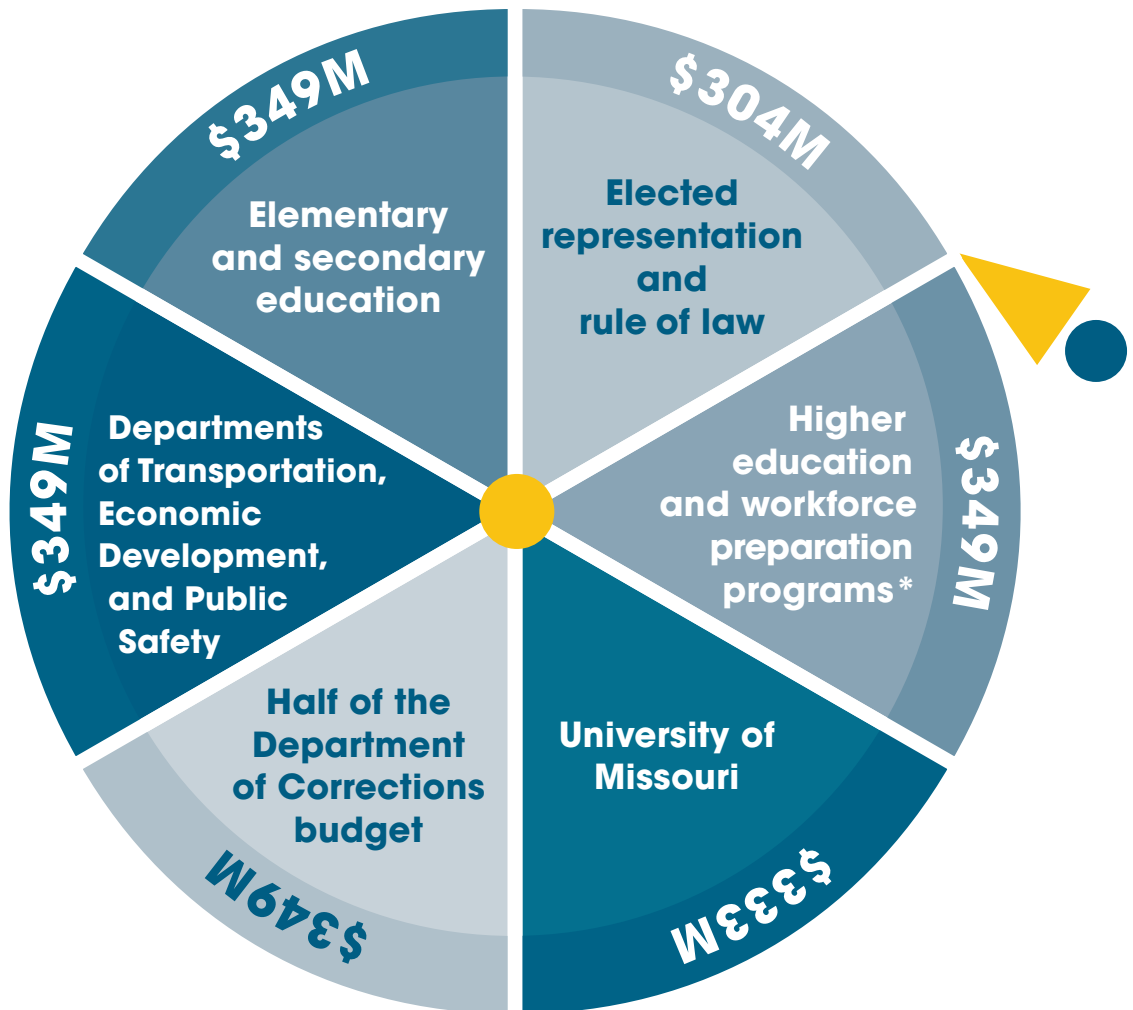 $349M
Elementary
and secondary
education
$304M
Elected
representation
and
rule of law
$349M
Higher
education
and workforce
preparation
programs*
$333M
University of
Missouri
$349M
Half of the
Department
of Corrections
budget
$349M
Departments
of Transportation,
Economic
Development,
and Public
Safety